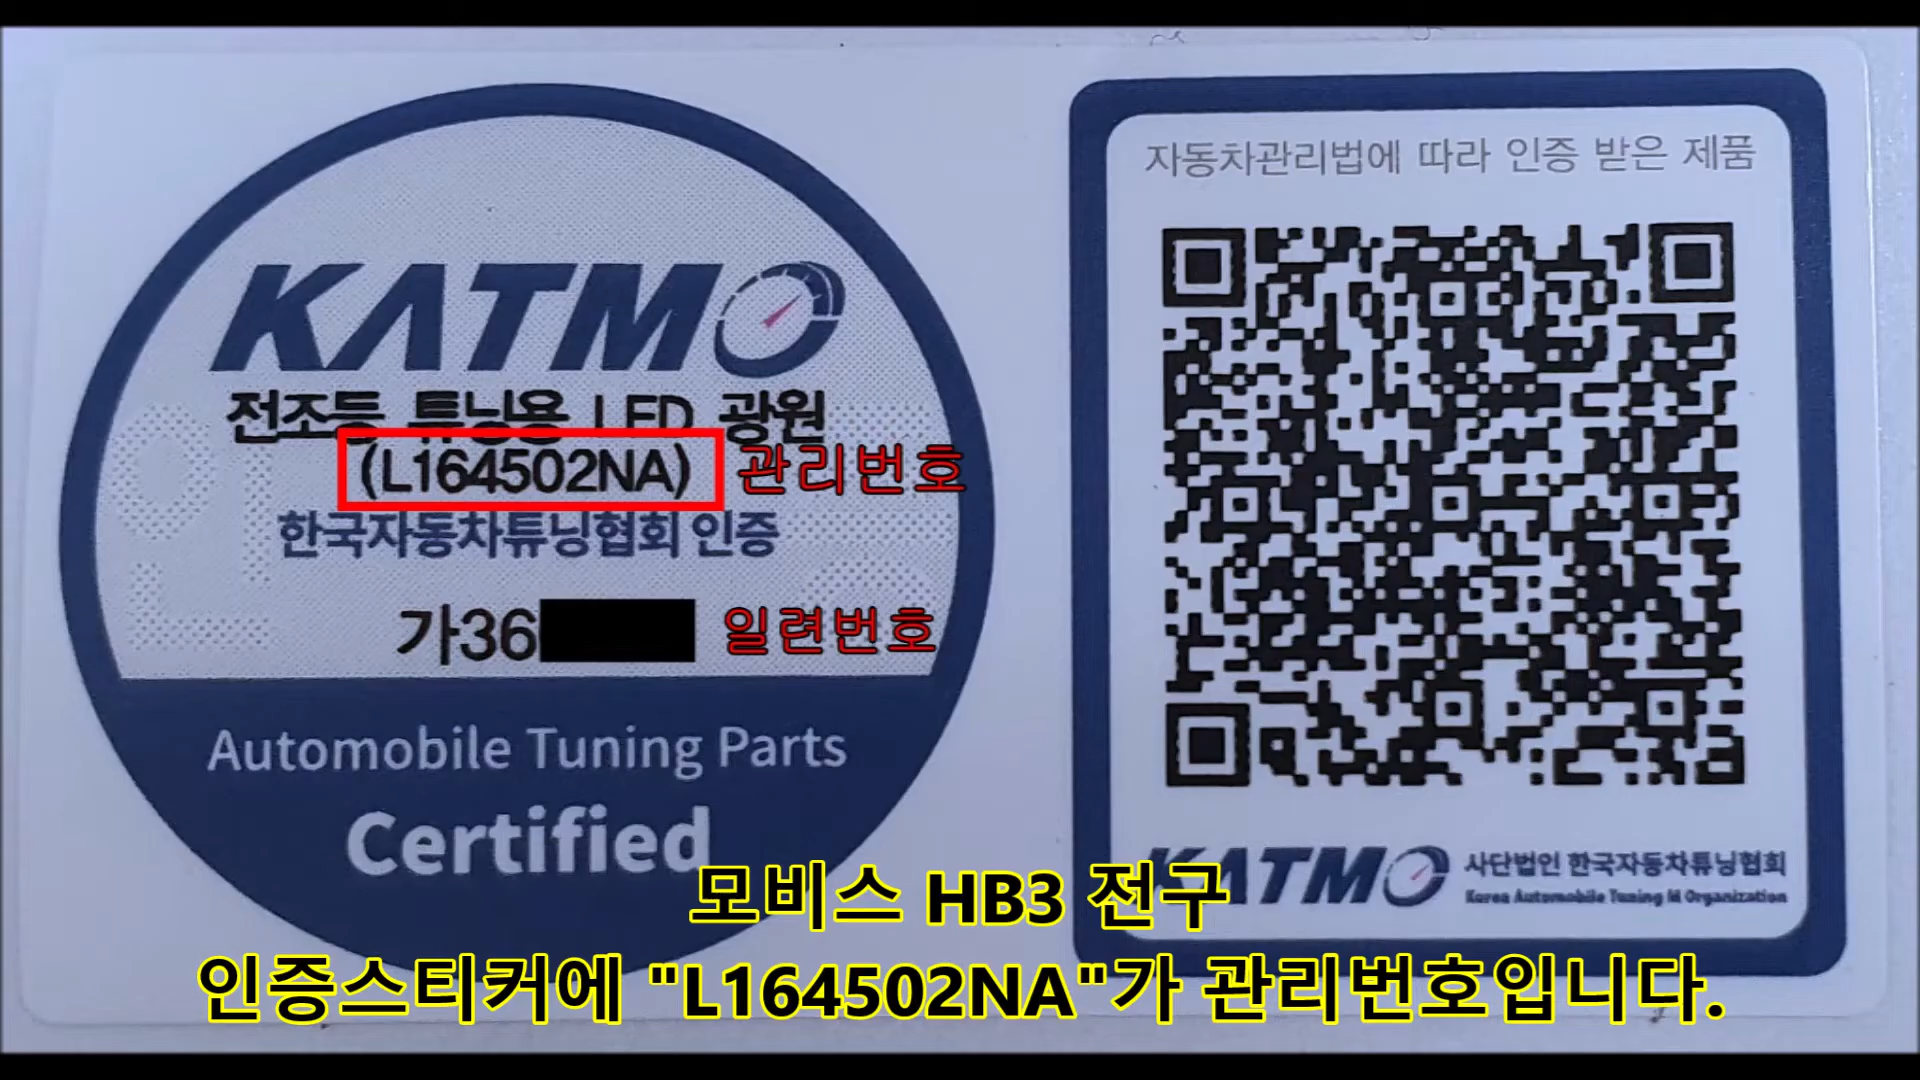 KATMO
전조등 튜닝용 LED 광원
(L164502NA) 관리번호
한국자동차튜닝협회 인증
가36 일련번호
Automobile Tuning Parts
Certified
자동차관리법에 따라 인증 받은 제품
KATMO 사단법인 한국자동차튜닝협회
Korea Automobile Tuning M Organization
모비스 HB3 전구
인증스티커에 "L164502NA"가 관리번호입니다.